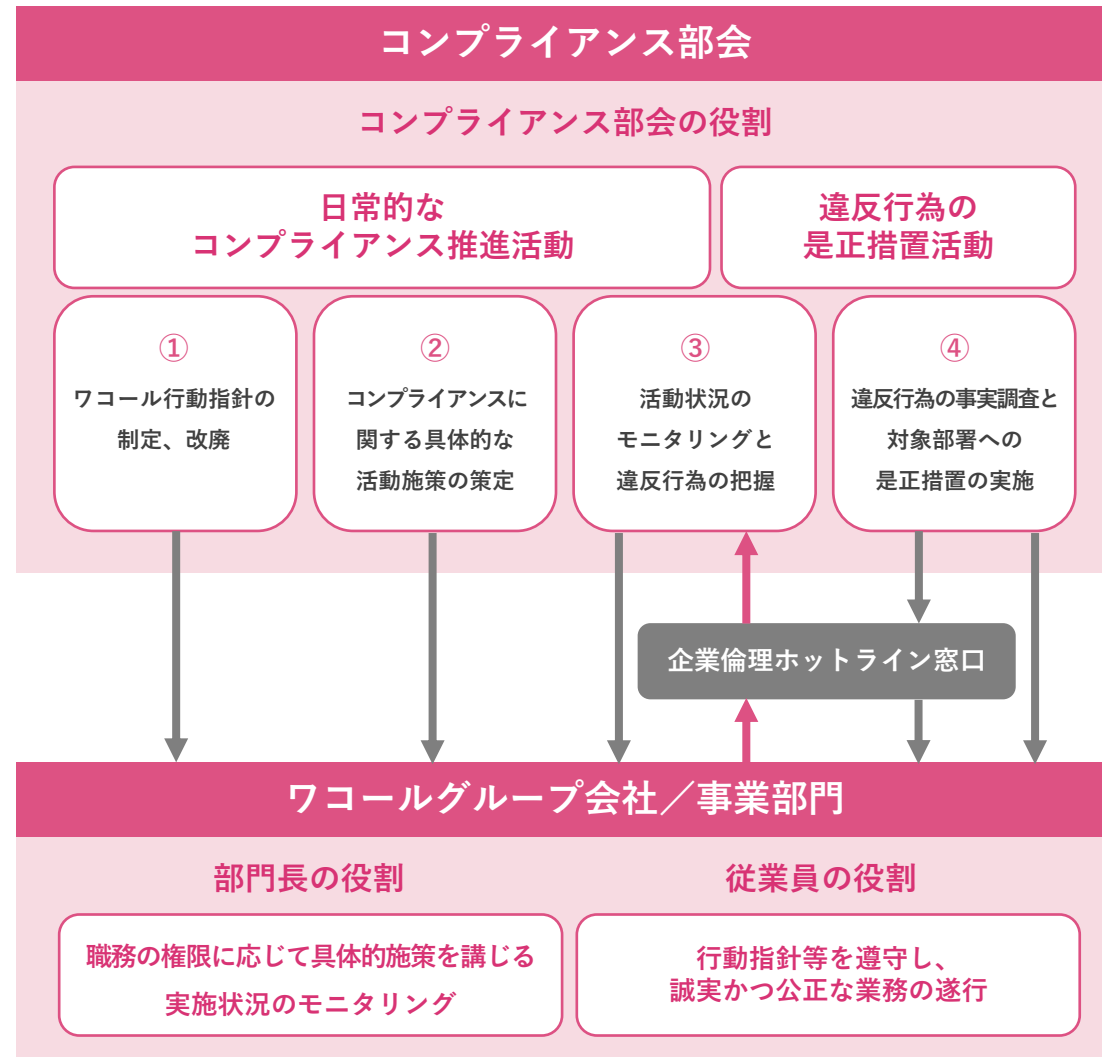 コンプライアンス部会
コンプライアンス部会の役割
日常的な
コンプライアンス推進活動
違反行為の
是正措置活動
①
ワコール行動指針の
制定、改廃
②
コンプライアンスに
関する具体的な
活動施策の策定
③
活動状況の
モニタリングと
違反行為の把握
④
違反行為の事実調査と
対象部署への
是正措置の実施
企業倫理ホットライン窓口
ワコールグループ会社／事業部門
部門長の役割
職務の権限に応じて具体的施策を講じる
実施状況のモニタリング
従業員の役割
行動指針等を遵守し、
誠実かつ公正な業務の遂行